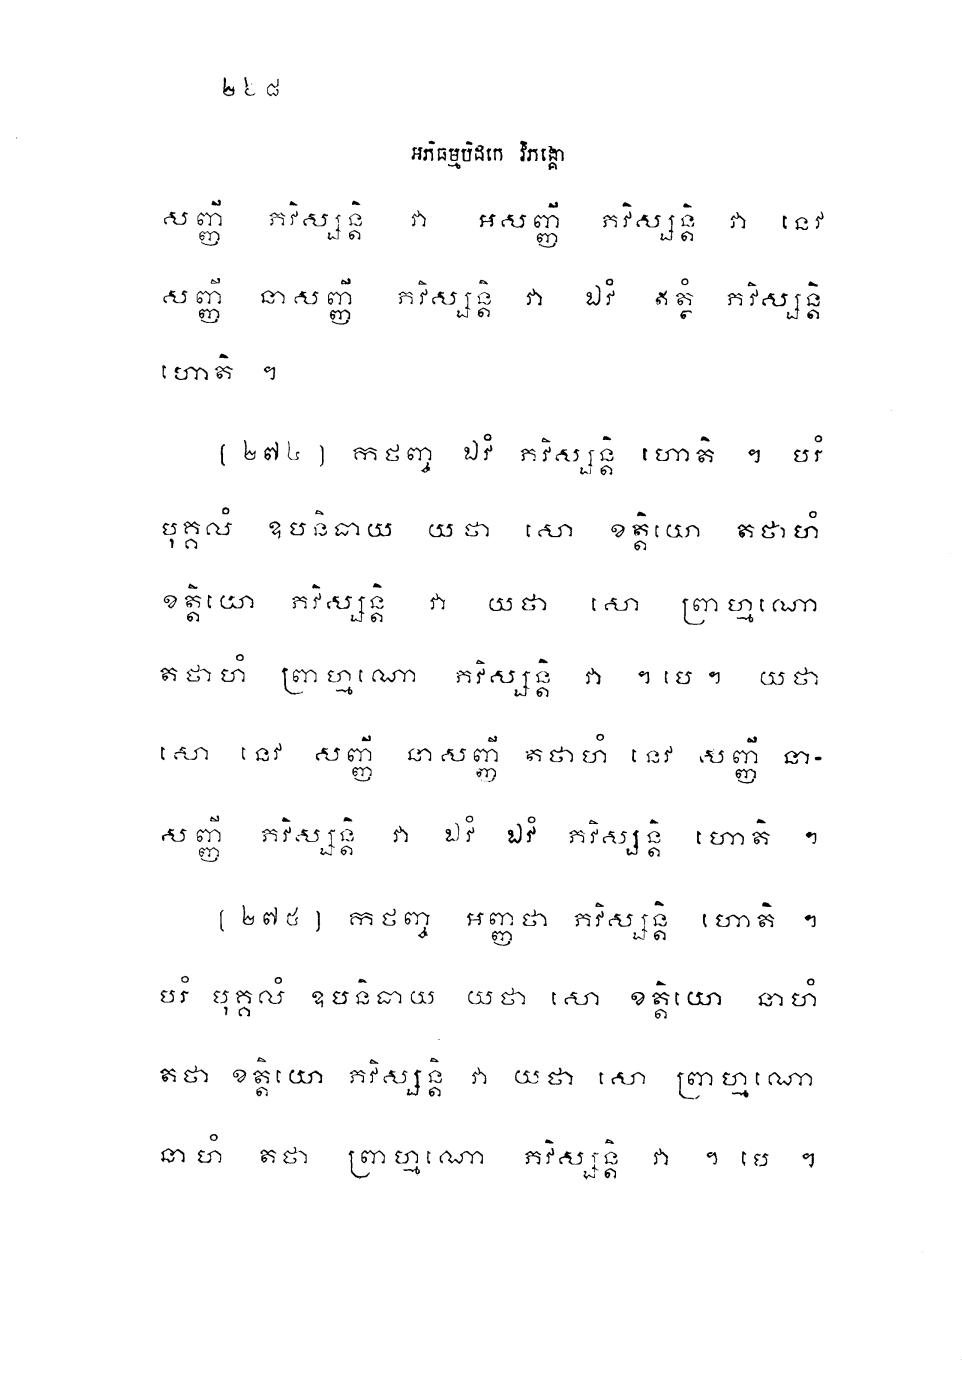 ២៦៨
អភិធម្មបិដកេ វិភង្គោ
សញ្ញី ភវិស្សន្តិ វា អសញ្ញី ភវិស្សន្តិ វា នេវ
សញ្ញី នាសញ្ញី ភវិស្សន្តិ វា ឯវំ ឥត្ថំ ភវិស្សន្តិ
ហោតិ ។
(២៧៤) កថញ្ច ឯវំ ភវិស្សន្តិ ហោតិ ។ បរំ
បុគ្គលំ ឧបនិធាយ យថា សោ ខត្តិយោ តថាហំ
ខត្តិយោ ភវិស្សន្តិ វា យថា សោ ព្រាហ្មណោ
តថាហំ ព្រាហ្មណោ ភវិស្សន្តិ វា ។បេ។ យថា
សោ នេវ សញ្ញី នាសញ្ញី តថាហំ នេវ សញ្ញី នា-
សញ្ញី ភវិស្សន្តិ វា ឯវំ ឯវំ ភវិស្សន្តិ ហោតិ ។
(២៧៥) កថញ្ច អញ្ញថា ភវិស្សន្តិ ហោតិ ។
បរំ បុគ្គលំ ឧបនិធាយ យថា សោ ខត្តិយោ នាហំ
តថា ខត្តិយោ ភវិស្សន្តិ វា យថា សោ ព្រាហ្មណោ
នាហំ តថា ព្រាហ្មណោ ភវិស្សន្តិ វា ។ បេ ។